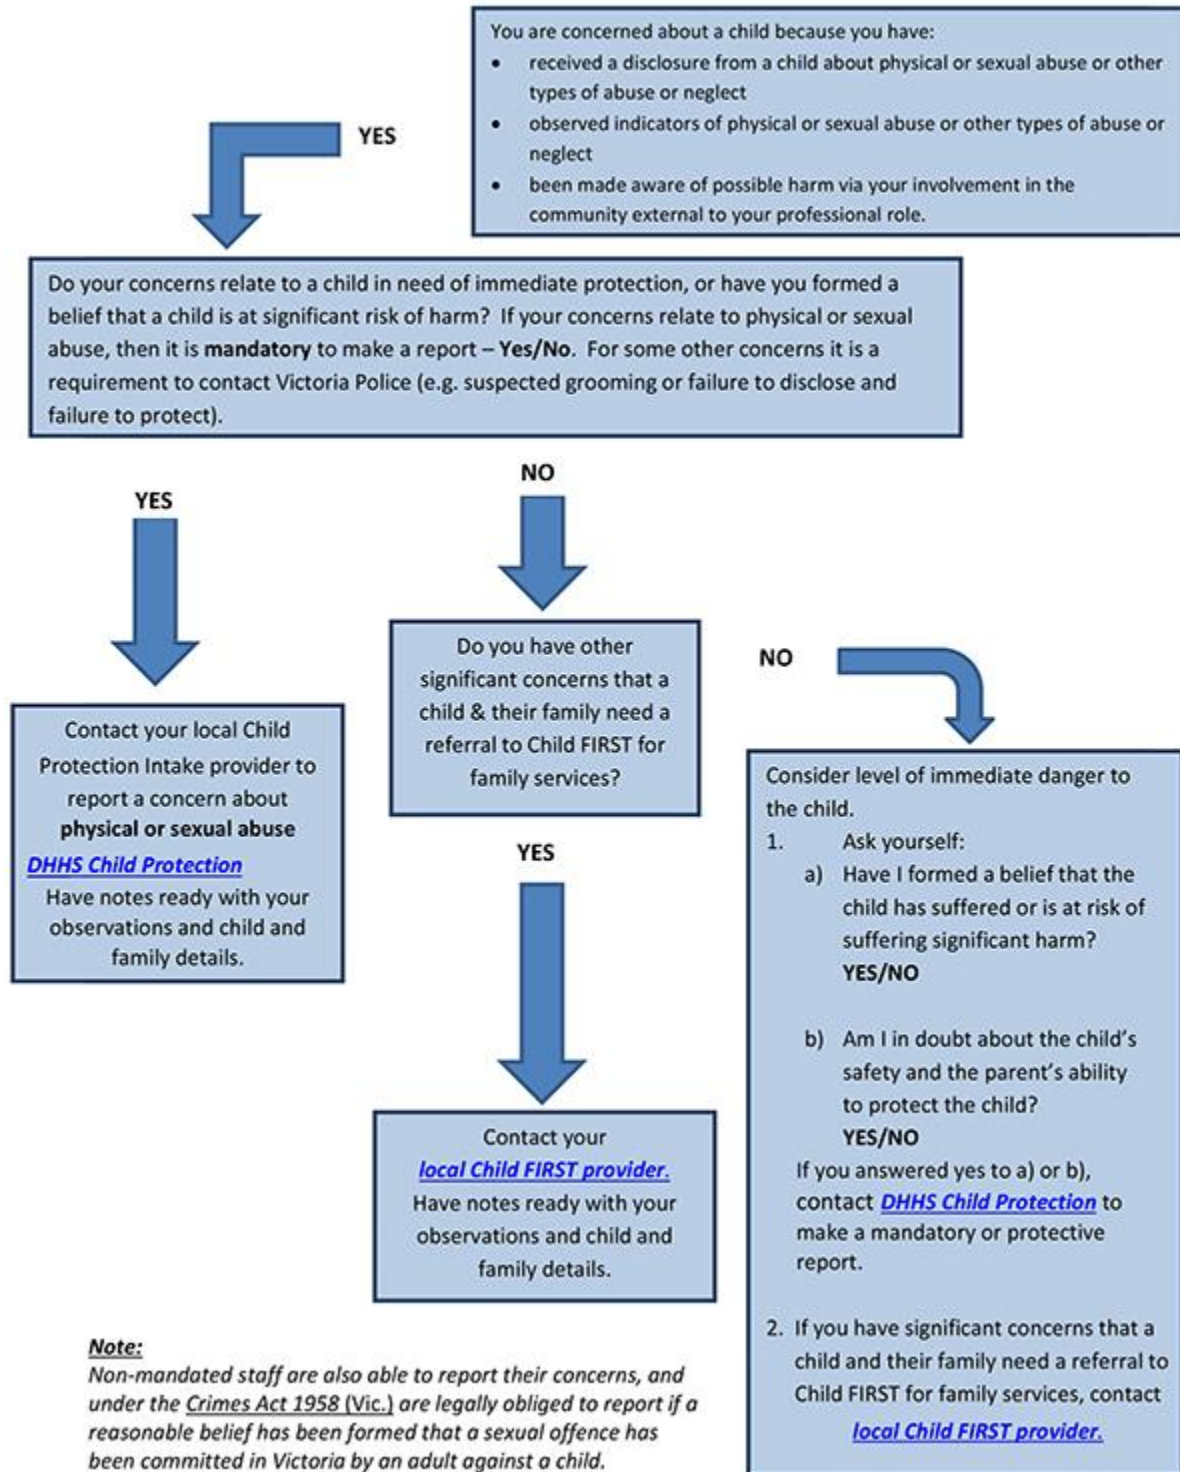 You are concerned about a child because you have:
• received a disclosure from a child about physical or sexual abuse or other
types of abuse or neglect
• observed indicators of physical or sexual abuse or other types of abuse or
neglect
• been made aware of possible harm via your involvement in the
community external to your professional role.
YES
Do your concerns relate to a child in need of immediate protection, or have you formed a
belief that a child is at significant risk of harm? If your concerns relate to physical or sexual
abuse, then it is mandatory to make a report – Yes/No. For some other concerns it is a
requirement to contact Victoria Police (e.g. suspected grooming or failure to disclose and
failure to protect).
YES
NO
Contact your local Child
Protection Intake provider to
report a concern about
physical or sexual abuse
DHHS Child Protection
Have notes ready with your
observations and child and
family details.
Do you have other
significant concerns that a
child & their family need a
referral to Child FIRST for
family services?
NO
YES
Contact your
local Child FIRST provider.
Have notes ready with your
observations and child and
family details.
Consider level of immediate danger to
the child.
1. Ask yourself:
a) Have I formed a belief that the
child has suffered or is at risk of
suffering significant harm?
YES/NO
b) Am I in doubt about the child's
safety and the parent's ability
to protect the child?
YES/NO
If you answered yes to a) or b),
contact DHHS Child Protection to
make a mandatory or protective
report.
2. If you have significant concerns that a
child and their family need a referral to
Child FIRST for family services, contact
local Child FIRST provider.
Note:
Non-mandated staff are also able to report their concerns, and
under the Crimes Act 1958 (Vic.) are legally obliged to report if a
reasonable belief has been formed that a sexual offence has
been committed in Victoria by an adult against a child.